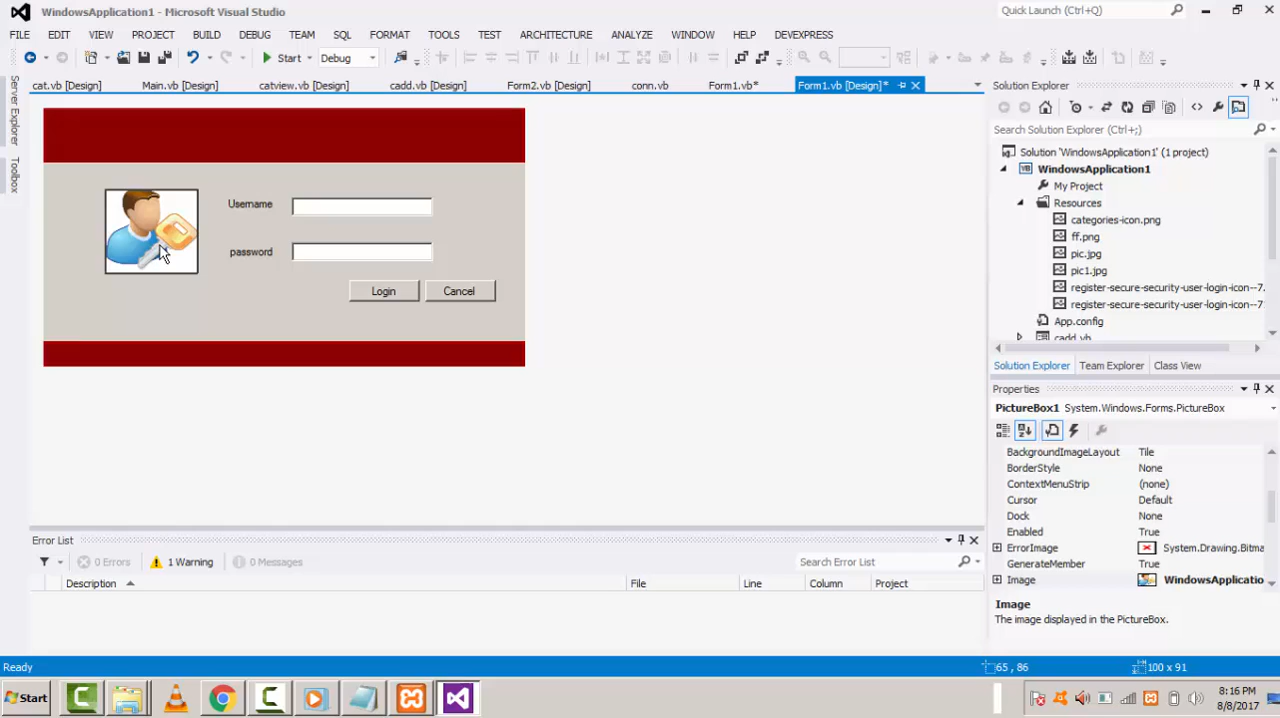 WindowsApplication1 - Microsoft Visual Studio
Quick Launch (Ctrl+Q)
FILE EDIT VIEW PROJECT BUILD DEBUG TEAM SQL FORMAT TOOLS TEST ARCHITECTURE ANALYZE WINDOW HELP DEVEXPRESS
Start Debug
cat.vb [Design] Main.vb [Design] catview.vb [Design] cadd.vb [Design] Form2.vb [Design] conn.vb Form1.vb* Form1.vb [Design]*
Server Explorer
Toolbox
Username
password
Login Cancel
Solution Explorer
Search Solution Explorer (Ctrl+;)
Solution 'WindowsApplication1' (1 project)
WindowsApplication1
My Project
Resources
categories-icon.png
ff.png
pic.jpg
pic1.jpg
register-secure-security-user-login-icon--7.
register-secure-security-user-login-icon--7
App.config
cadd.vb
Solution Explorer Team Explorer Class View
Properties
PictureBox1 System.Windows.Forms.PictureBox
BackgroundImageLayout Tile
BorderStyle None
ContextMenuStrip (none)
Cursor Default
Dock None
Enabled True
ErrorImage System.Drawing.Bitma
GenerateMember True
Image WindowsApplicatio
Image
The image displayed in the PictureBox.
Error List
0 Errors 1 Warning 0 Messages
Search Error List
Description File Line Column Project
Ready
65 , 86
100 x 91
Start
8:16 PM
8/8/2017